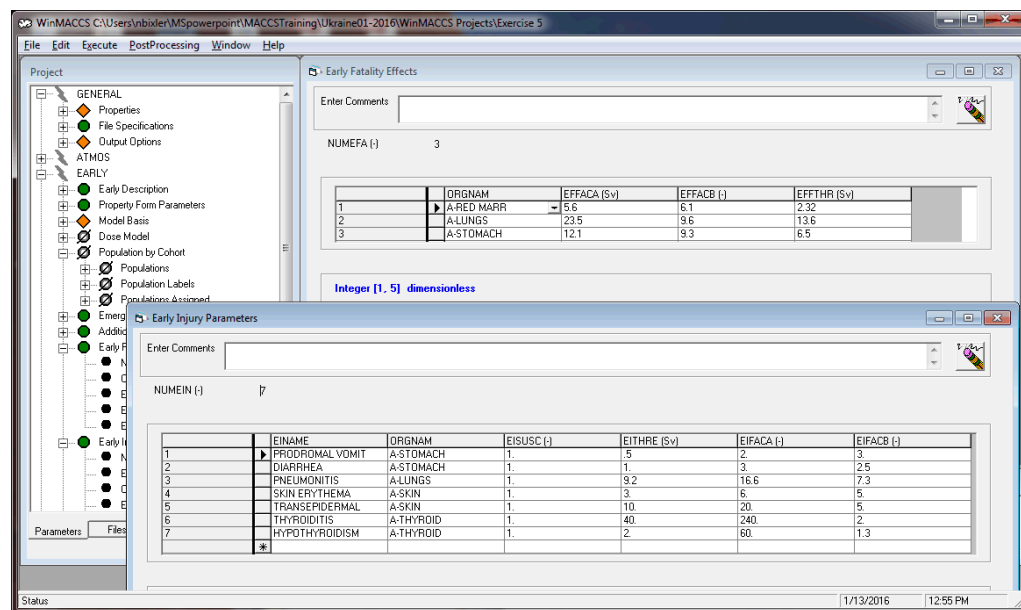 WinMACCS C:\Users\nbixler\MSpowerpoint\MACCSTraining\Ukraine01-2016\WinMACCS Projects\Exercise 5
File Edit Execute PostProcessing Window Help
Project
GENERAL
Properties
File Specifications
Output Options
ATMOS
EARLY
Early Description
Property Form Parameters
Model Basis
Dose Model
Population by Cohort
Populations
Population Labels
Populations Assigned
Emerg
Additio
Early F
N
O
E
E
E
Early In
N
E
O
E
Parameters Files
Early Fatality Effects
Enter Comments
NUMEFA (-) 3
ORGNAM EFFACA (Sv) EFFACB (-) EFFTHR (Sv)
1 A-RED MARR 5.6 6.1 2.32
2 A-LUNGS 23.5 9.6 13.6
3 A-STOMACH 12.1 9.3 6.5
Integer [1, 5] dimensionless
Early Injury Parameters
Enter Comments
NUMEIN (-) 7
EINAME ORGNAM EISUSC (-) EITHRE (Sv) EIFACA (-) EIFACB (-)
1 PRODROMAL VOMIT A-STOMACH 1. .5 2. 3.
2 DIARRHEA A-STOMACH 1. 1. 3. 2.5
3 PNEUMONITIS A-LUNGS 1. 9.2 16.6 7.3
4 SKIN ERYTHEMA A-SKIN 1. 3. 6. 5.
5 TRANSEPIDERMAL A-SKIN 1. 10. 20. 5.
6 THYROIDITIS A-THYROID 1. 40. 240. 2.
7 HYPOTHYROIDISM A-THYROID 1. 2. 60. 1.3
Status 1/13/2016 12:55 PM